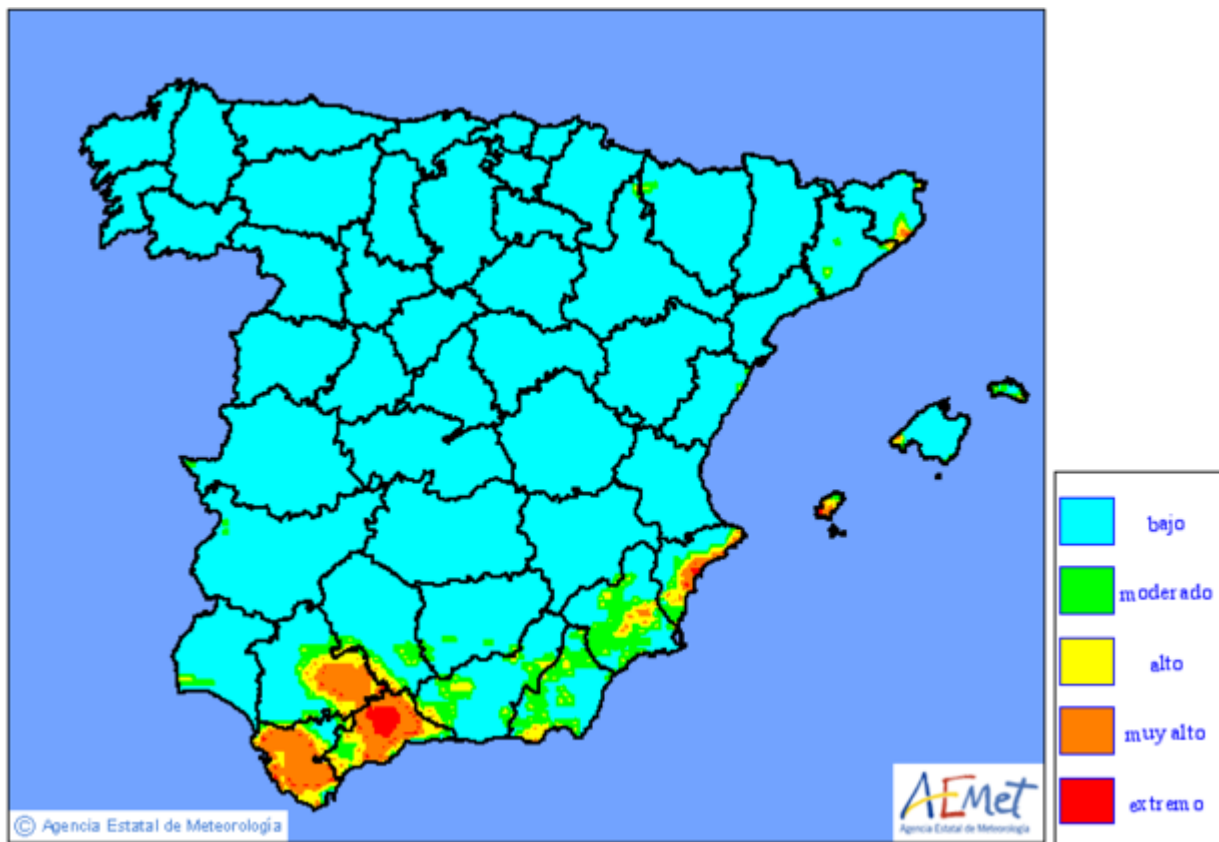 bajo
moderado
alto
muy alto
extremo
AEMet
Agencia Estatal de Meteorología
© Agencia Estatal de Meteorología